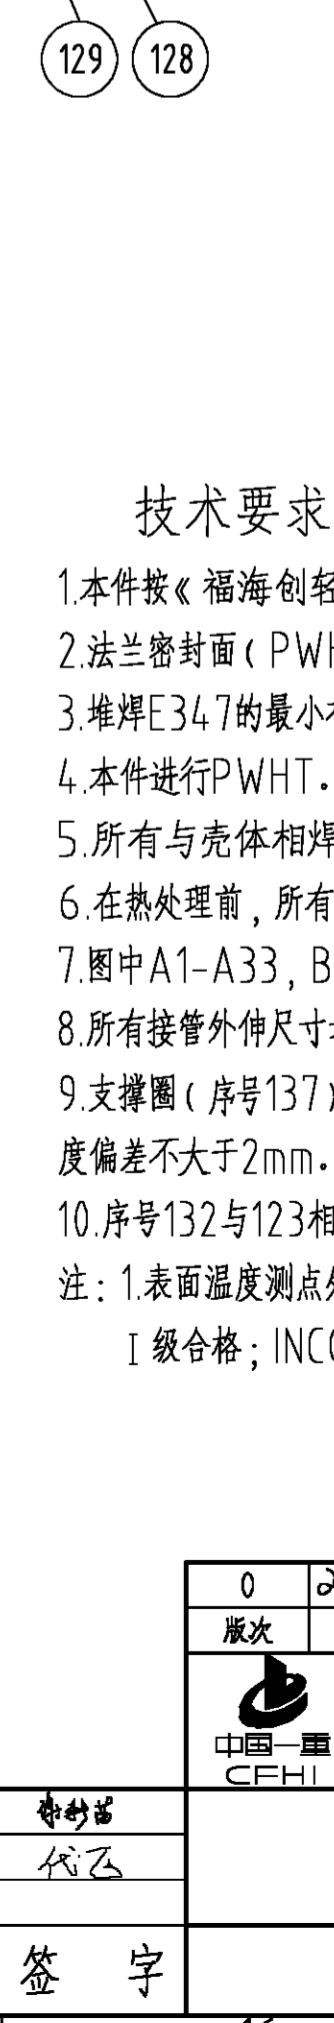 129 128
技术要求
1.本件按《福海创轻
2.法兰密封面(PWH
3.堆焊E347的最小
4.本件进行PWHT。
5.所有与壳体相焊
6.在热处理前,所有
7.图中A1-A33,B
8.所有接管外伸尺寸
9.支撑圈(序号137)
度偏差不大于2mm。
10.序号132与123相
注:1.表面温度测点处
I级合格;INCO
0
版次
中国一重
CFHI
签 字